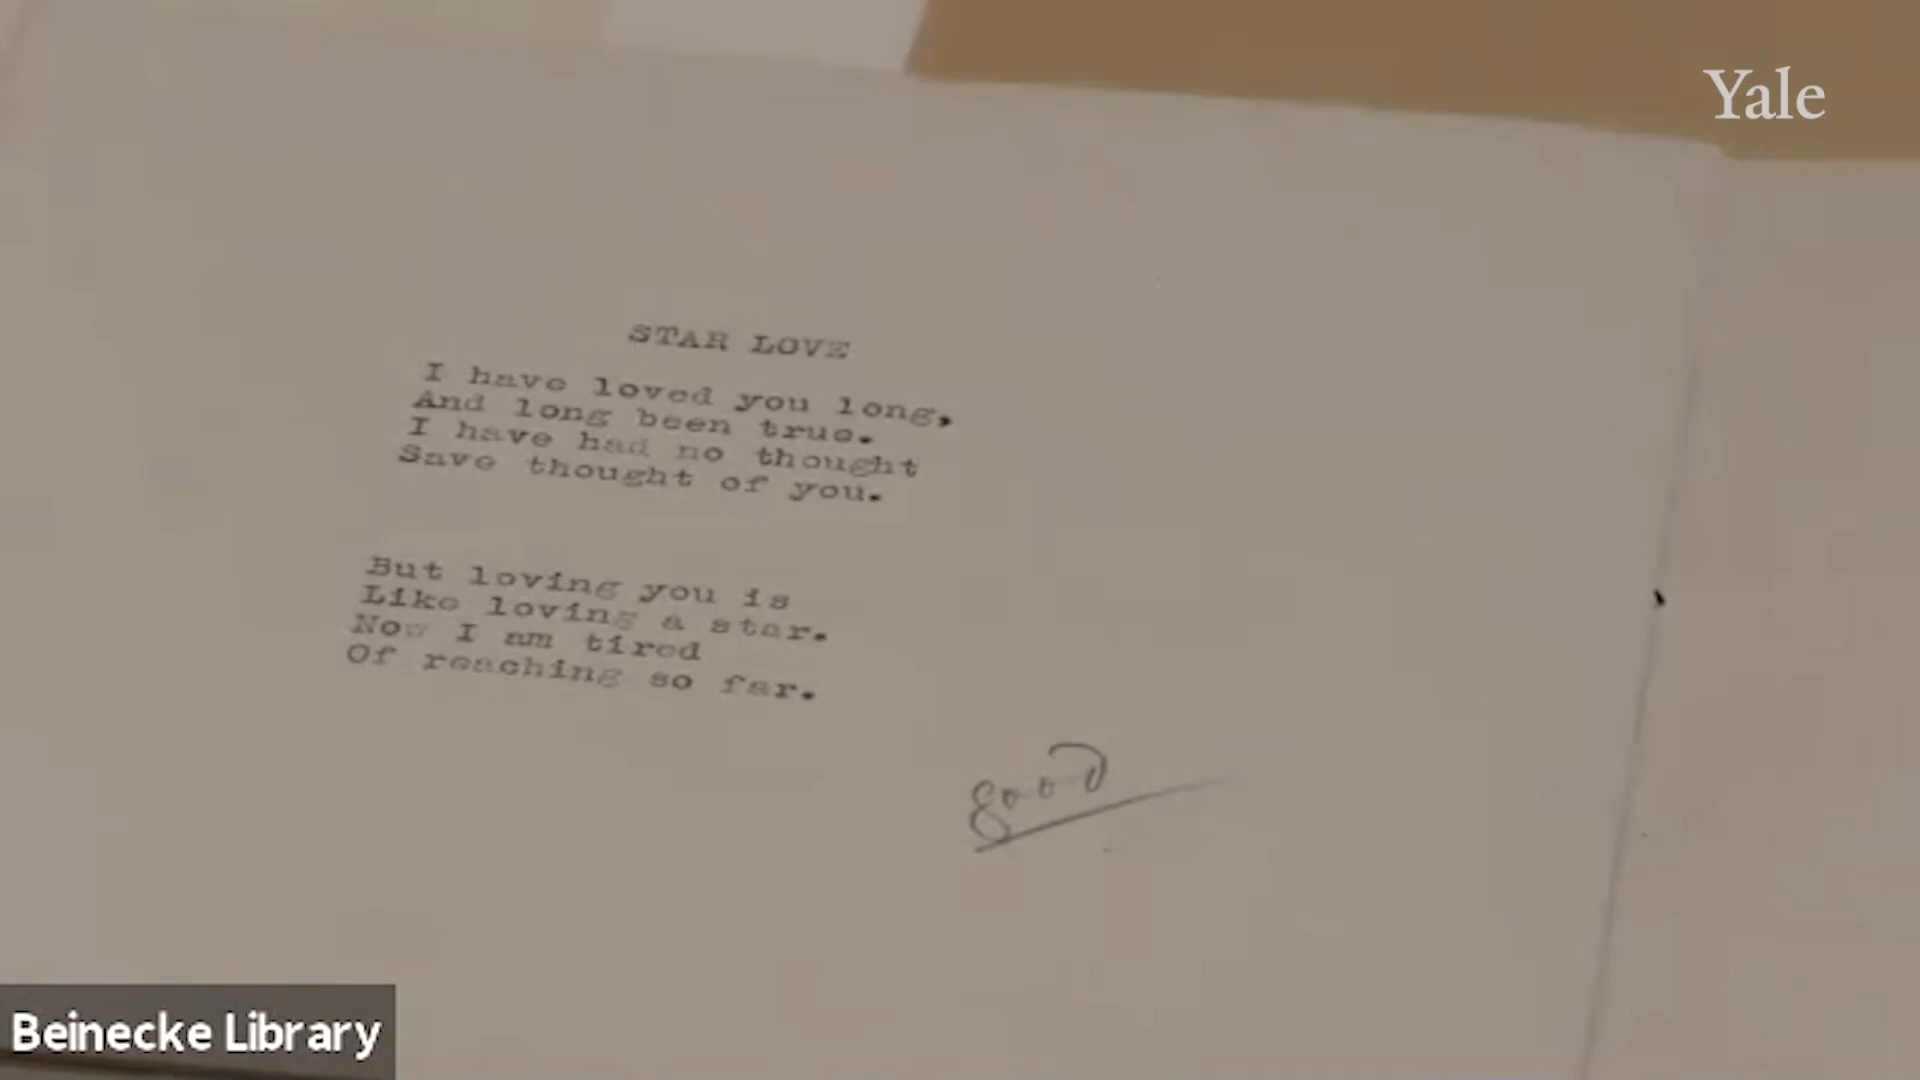 Yale
STAR LOVE
I have loved you long,
And long been true.
I have had no thought
Save thought of you.
But loving you is
Like loving a star.
Now I am tired
Of reaching so far.
good
Beinecke Library